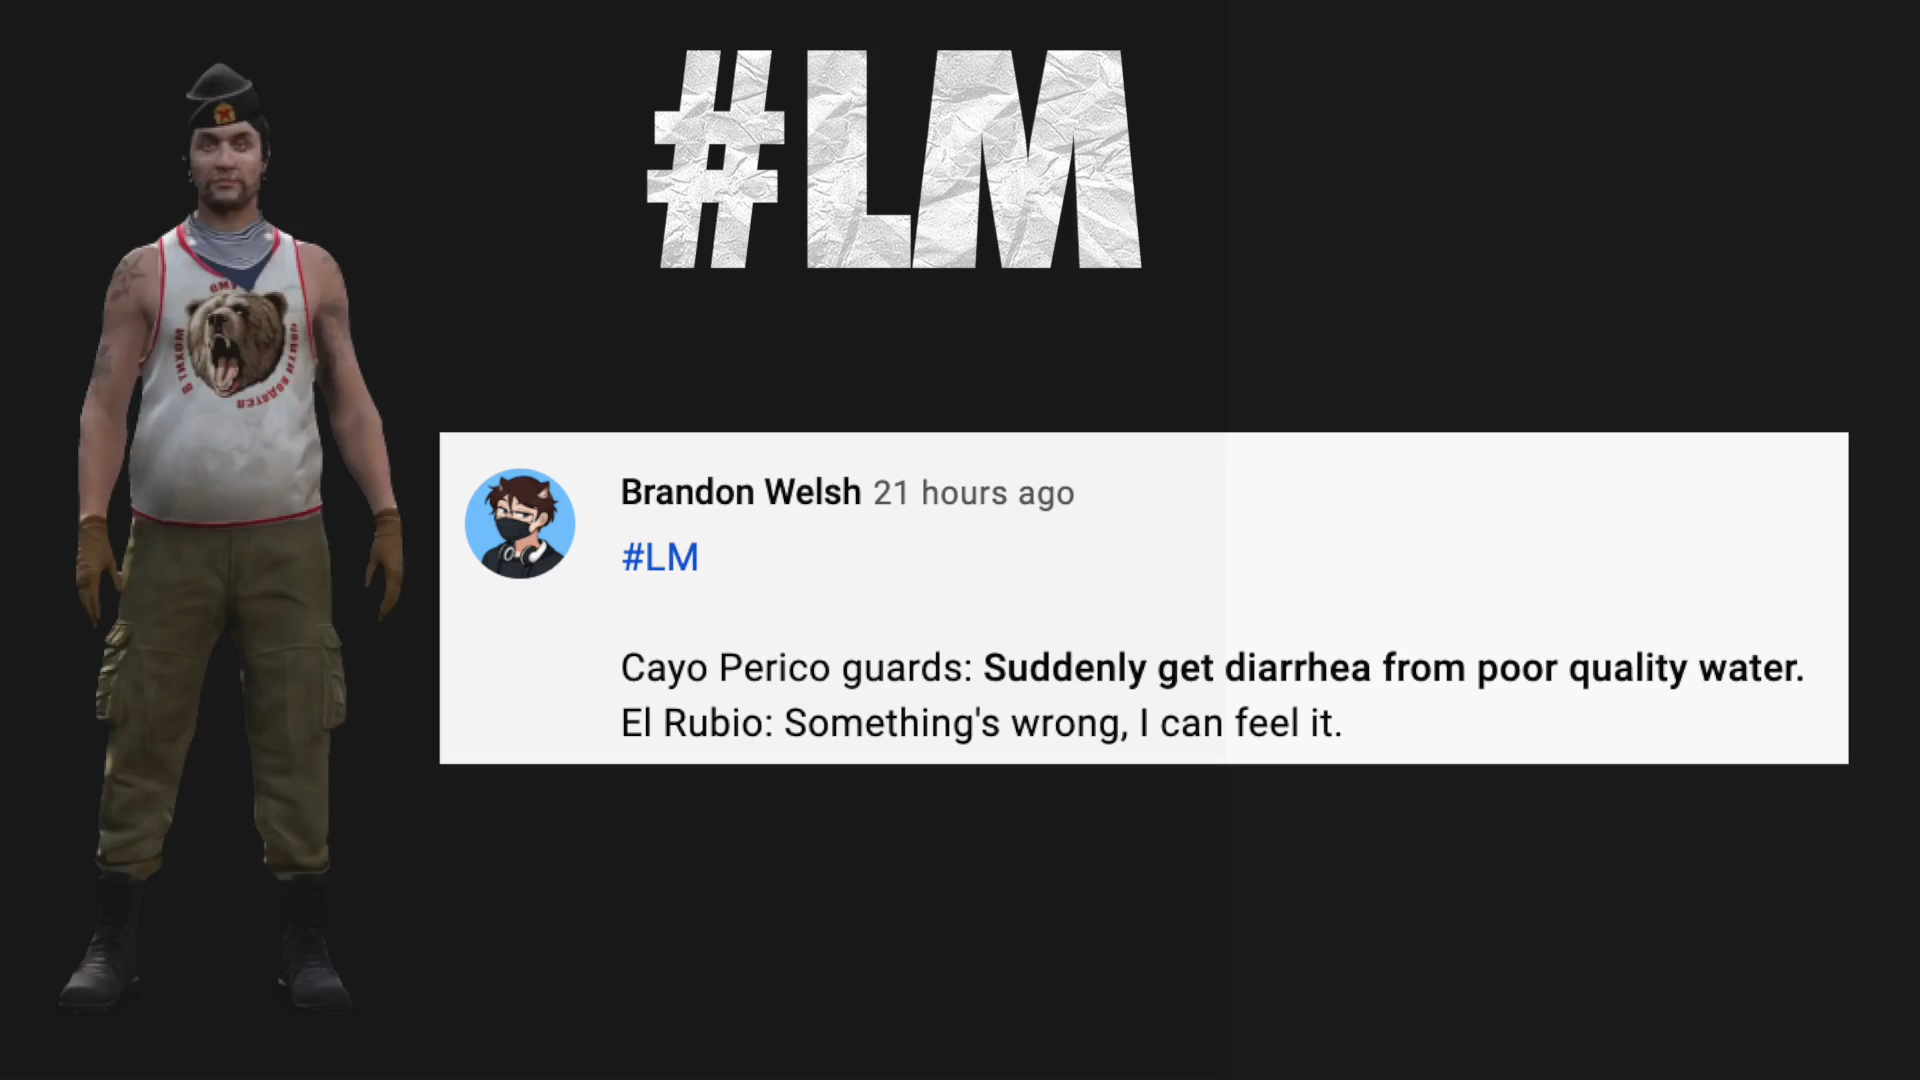 #LM
Brandon Welsh 21 hours ago
#LM
Cayo Perico guards: Suddenly get diarrhea from poor quality water.
El Rubio: Something's wrong, I can feel it.